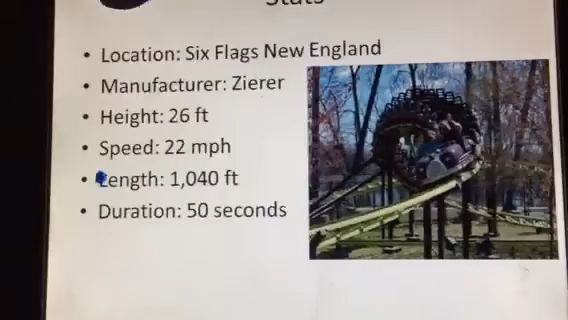 Stats
Location: Six Flags New England
Manufacturer: Zierer
Height: 26 ft
Speed: 22 mph
Length: 1,040 ft
Duration: 50 seconds